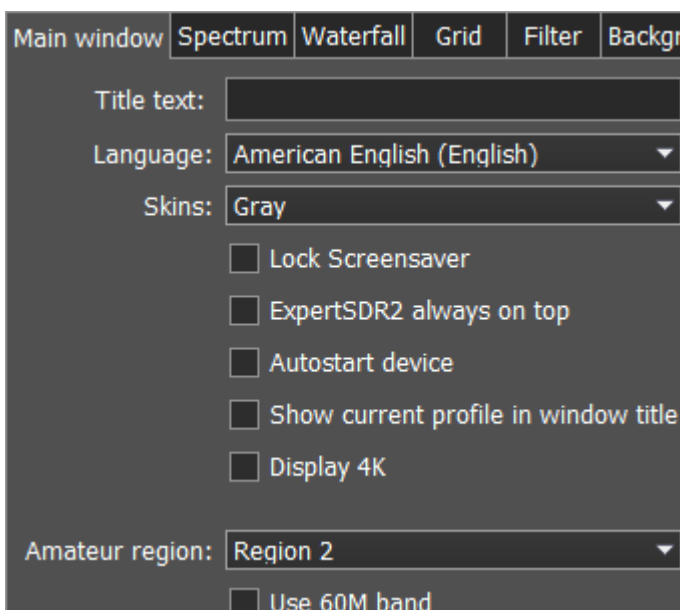 Main window Spectrum Waterfall Grid Filter Backgr
Title text:
Language: American English (English)
Skins: Gray
Lock Screensaver
ExpertSDR2 always on top
Autostart device
Show current profile in window title
Display 4K
Amateur region: Region 2
Use 60M band